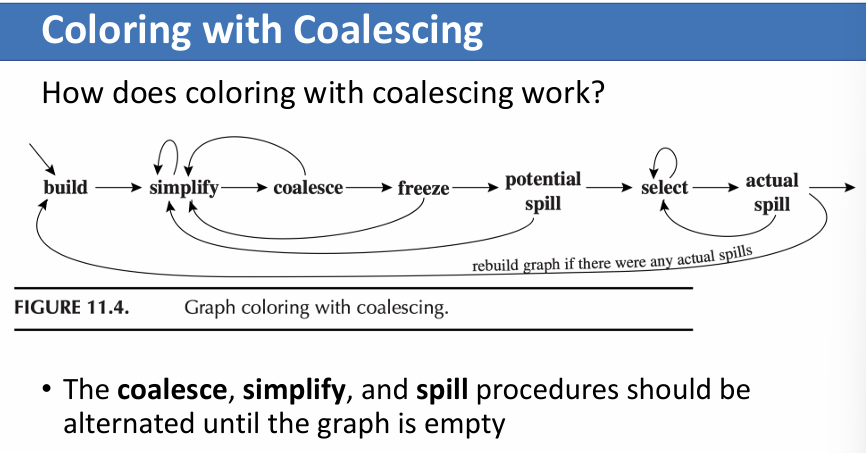 Coloring with Coalescing
How does coloring with coalescing work?
build simplify coalesce freeze potential spill select actual spill
rebuild graph if there were any actual spills
FIGURE 11.4. Graph coloring with coalescing.
• The coalesce, simplify, and spill procedures should be
alternated until the graph is empty